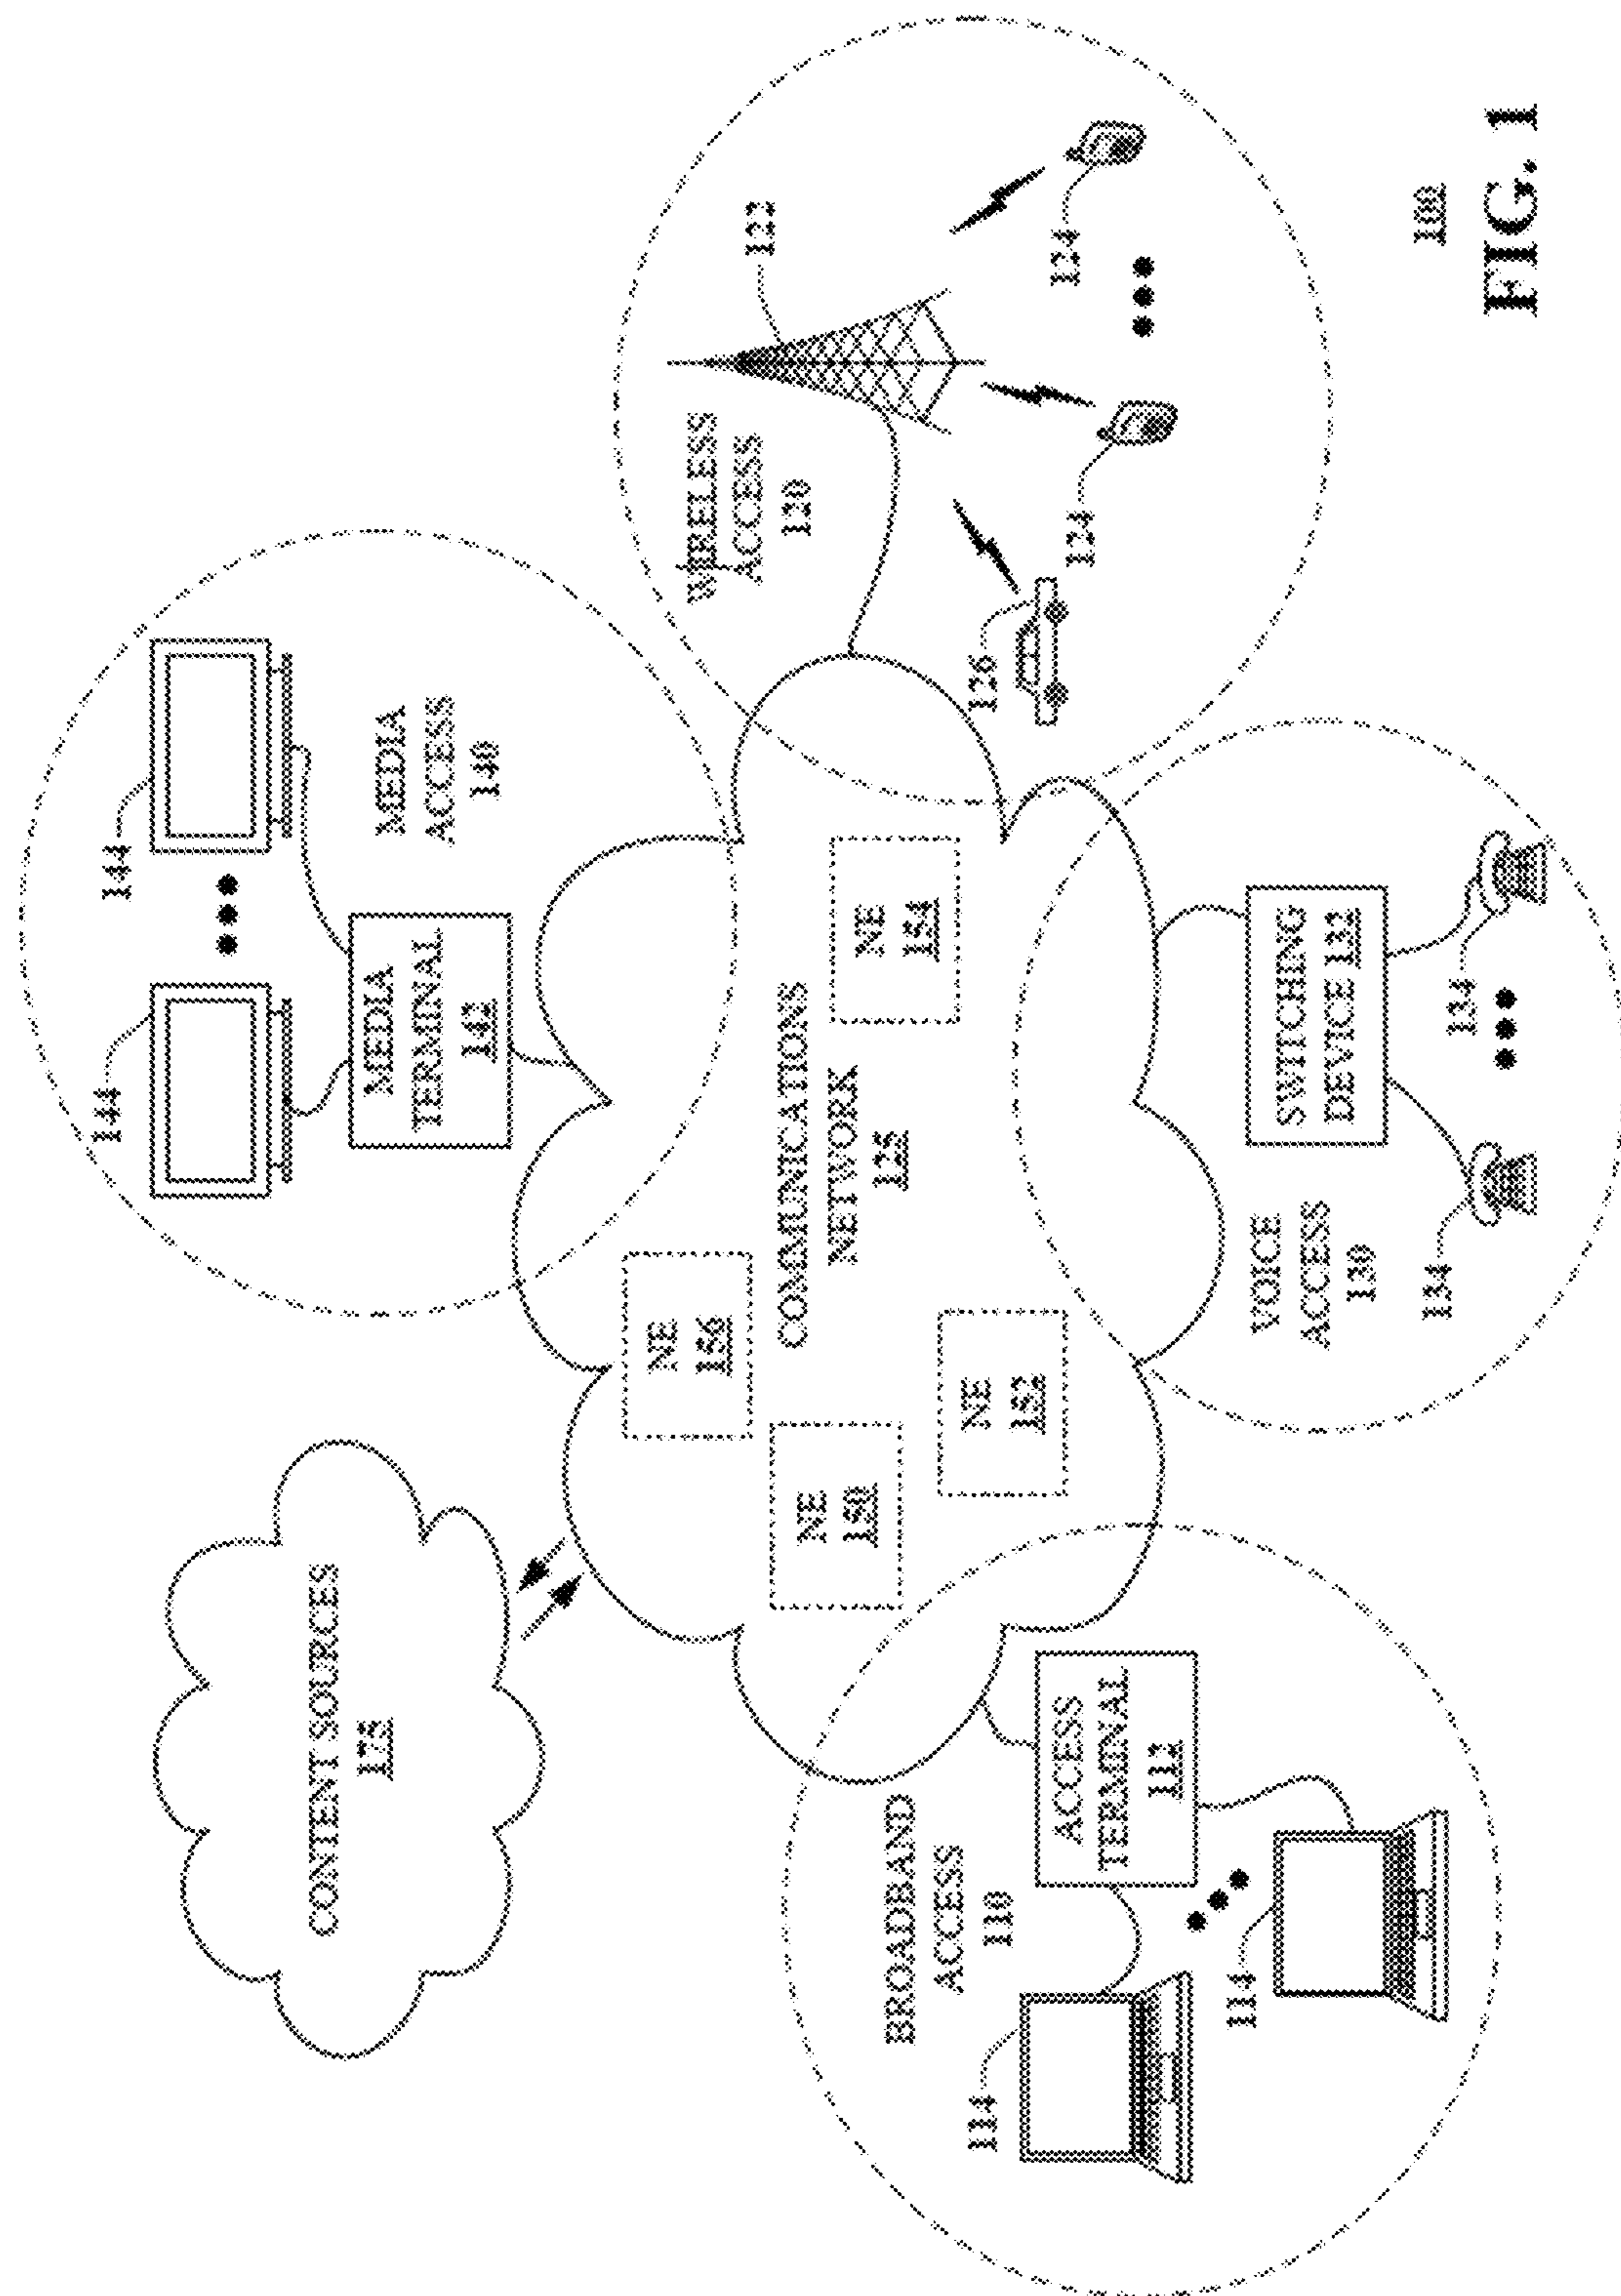 CONTENT SOURCES
175
144
144
MEDIA
TERMINAL
142
MEDIA
ACCESS
140
NE
156
NE
150
NE
152
COMMUNICATIONS
NETWORK
125
NE
154
WIRELESS
ACCESS
120
122
126
124
124
BROADBAND
ACCESS
110
ACCESS
TERMINAL
112
114
114
VOICE
ACCESS
130
SWITCHING
DEVICE 132
134
134
100
FIG. 1